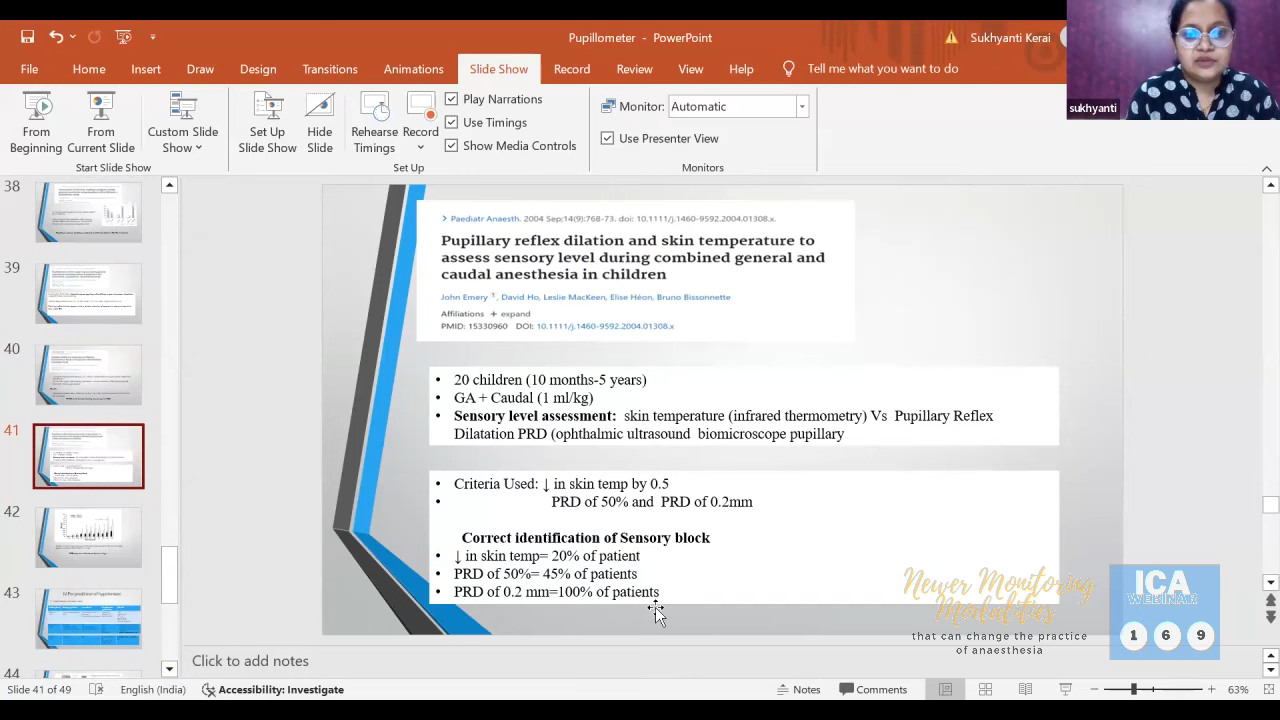 Pupillometer - PowerPoint
Sukhyanti Kerai
File Home Insert Draw Design Transitions Animations Slide Show Record Review View Help Tell me what you want to do
sukhyanti
From Beginning
From Current Slide
Custom Slide Show
Set Up Slide Show
Hide Slide
Rehearse Timings
Record
Play Narrations
Use Timings
Show Media Controls
Monitor: Automatic
Use Presenter View
Start Slide Show
Set Up
Monitors
38
39
40
41
42
43
44
Paediatr Anaesth. 2004 Sep;14(9):768-73. doi: 10.1111/j.1460-9592.2004.01308.x.
Pupillary reflex dilation and skin temperature to
assess sensory level during combined general and
caudal anesthesia in children
John Emery 1, David Ho, Leslie MacKeen, Elise Héon, Bruno Bissonnette
Affiliations + expand
PMID: 15330960 DOI: 10.1111/j.1460-9592.2004.01308.x
• 20 children (10 months-5 years)
• GA + Caudal (1 ml/kg)
• Sensory level assessment: skin temperature (infrared thermometry) Vs Pupillary Reflex
Dilation: PRD (ophthalmic ultrasound biomicroscope pupillary
• Criteria Used: ↓ in skin temp by 0.5
• PRD of 50% and PRD of 0.2mm
Correct Identification of Sensory block
↓ in skin temp= 20% of patient
• PRD of 50%= 45% of patients
• PRD of 0.2 mm=100% of patients
Newer Monitoring
Modalities
that can change the practice
of anaesthesia
ICA
WEBINAR
1 6 9
Click to add notes
Slide 41 of 49 English (India) Accessibility: Investigate Notes Comments 63%